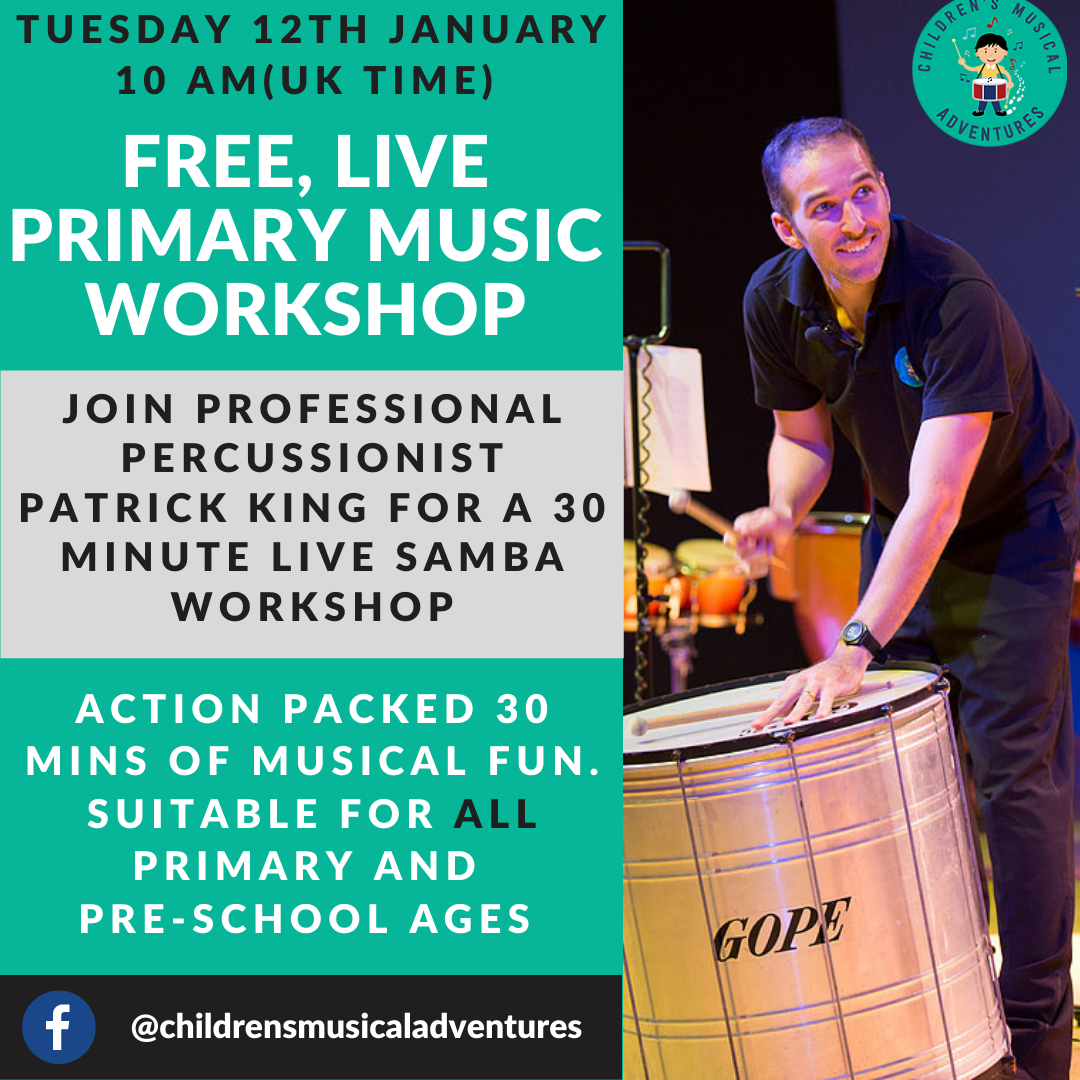 TUESDAY 12TH JANUARY
10 AM(UK TIME)
FREE, LIVE
PRIMARY MUSIC
WORKSHOP
JOIN PROFESSIONAL
PERCUSSIONIST
PATRICK KING FOR A 30
MINUTE LIVE SAMBA
WORKSHOP
ACTION PACKED 30
MINS OF MUSICAL FUN.
SUITABLE FOR ALL
PRIMARY AND
PRE-SCHOOL AGES
@childrensmusicaladventures
CHILDREN'S MUSICAL
ADVENTURES
GOPE